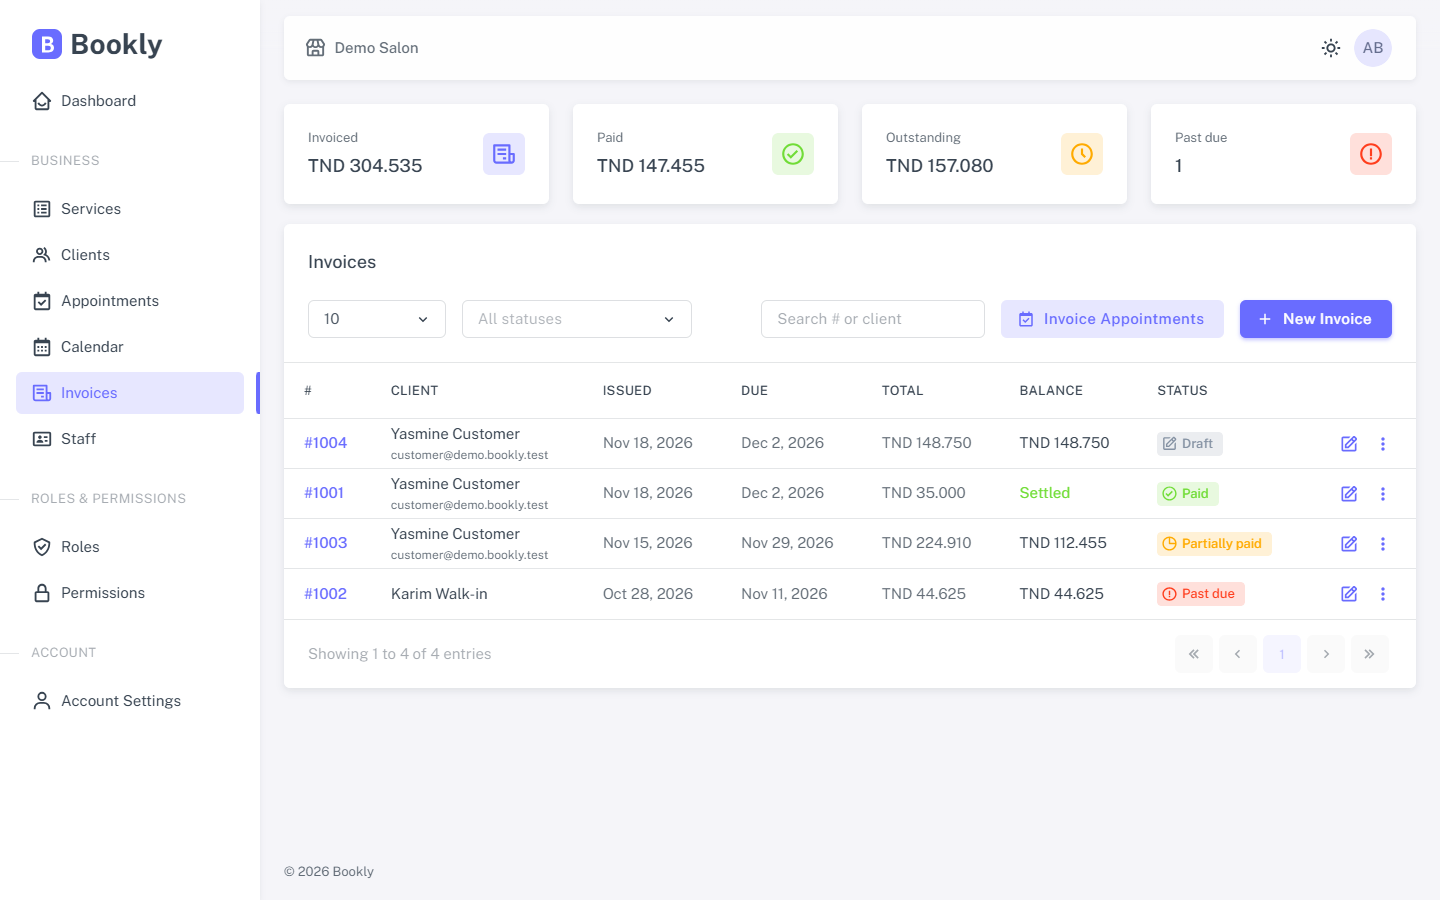 B Bookly
Dashboard
BUSINESS
Services
Clients
Appointments
Calendar
Invoices
Staff
ROLES & PERMISSIONS
Roles
Permissions
ACCOUNT
Account Settings
Demo Salon
AB
Invoiced
TND 304.535
Paid
TND 147.455
Outstanding
TND 157.080
Past due
1
Invoices
10
All statuses
Search # or client
Invoice Appointments
New Invoice
# CLIENT ISSUED DUE TOTAL BALANCE STATUS
#1004 Yasmine Customer Nov 18, 2026 Dec 2, 2026 TND 148.750 TND 148.750 Draft
customer@demo.bookly.test
#1001 Yasmine Customer Nov 18, 2026 Dec 2, 2026 TND 35.000 Settled Paid
customer@demo.bookly.test
#1003 Yasmine Customer Nov 15, 2026 Nov 29, 2026 TND 224.910 TND 112.455 Partially paid
customer@demo.bookly.test
#1002 Karim Walk-in Oct 28, 2026 Nov 11, 2026 TND 44.625 TND 44.625 Past due
Showing 1 to 4 of 4 entries
1
© 2026 Bookly